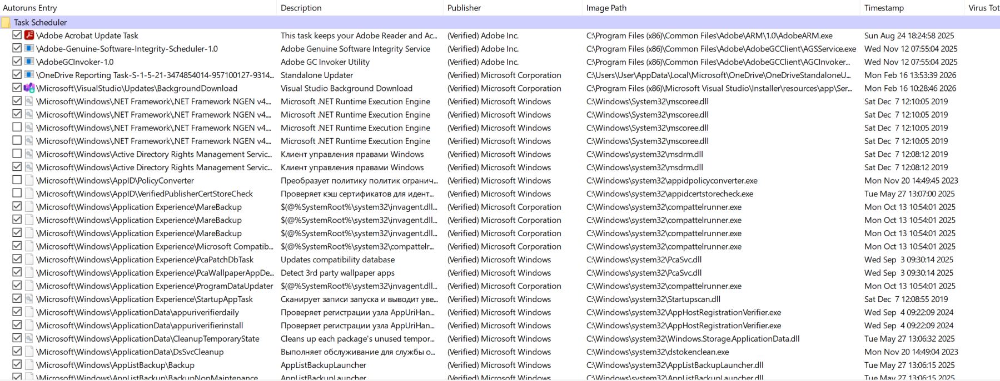 Autoruns Entry Description Publisher Image Path Timestamp Virus Tot
Task Scheduler
\Adobe Acrobat Update Task This task keeps your Adobe Reader and Ac... (Verified) Adobe Inc. C:\Program Files (x86)\Common Files\Adobe\ARM\1.0\AdobeARM.exe Sun Aug 24 18:24:58 2025
\Adobe-Genuine-Software-Integrity-Scheduler-1.0 Adobe Genuine Software Integrity Service (Verified) Adobe Inc. C:\Program Files (x86)\Common Files\Adobe\AdobeGCClient\AGSService.exe Wed Nov 12 07:55:04 2025
\AdobeGCInvoker-1.0 Adobe GC Invoker Utility (Verified) Adobe Inc. C:\Program Files (x86)\Common Files\Adobe\AdobeGCClient\AGCInvoker... Wed Nov 12 07:55:04 2025
\OneDrive Reporting Task-S-1-5-21-3474854014-957100127-9314... Standalone Updater (Verified) Microsoft Corporation C:\Users\User\AppData\Local\Microsoft\OneDrive\OneDriveStandaloneU... Mon Feb 16 13:53:39 2026
\Microsoft\VisualStudio\Updates\BackgroundDownload Visual Studio Background Download (Verified) Microsoft Corporation C:\Program Files (x86)\Microsoft Visual Studio\Installer\resources\app\Ser... Mon Feb 16 10:28:46 2026
\Microsoft\Windows\.NET Framework\.NET Framework NGEN v4.... Microsoft .NET Runtime Execution Engine (Verified) Microsoft Windows C:\Windows\System32\mscoree.dll Sat Dec 7 12:10:05 2019
\Microsoft\Windows\.NET Framework\.NET Framework NGEN v4.... Microsoft .NET Runtime Execution Engine (Verified) Microsoft Windows C:\Windows\System32\mscoree.dll Sat Dec 7 12:10:05 2019
\Microsoft\Windows\.NET Framework\.NET Framework NGEN v4.... Microsoft .NET Runtime Execution Engine (Verified) Microsoft Windows C:\Windows\System32\mscoree.dll Sat Dec 7 12:10:05 2019
\Microsoft\Windows\.NET Framework\.NET Framework NGEN v4.... Microsoft .NET Runtime Execution Engine (Verified) Microsoft Windows C:\Windows\System32\mscoree.dll Sat Dec 7 12:10:05 2019
\Microsoft\Windows\Active Directory Rights Management Servic... Клиент управления правами Windows (Verified) Microsoft Windows C:\Windows\system32\msdrm.dll Sat Dec 7 12:08:12 2019
\Microsoft\Windows\Active Directory Rights Management Servic... Клиент управления правами Windows (Verified) Microsoft Windows C:\Windows\system32\msdrm.dll Sat Dec 7 12:08:12 2019
\Microsoft\Windows\AppID\PolicyConverter Преобразует политику политик огранич... (Verified) Microsoft Windows C:\Windows\system32\appidpolicyconverter.exe Mon Nov 20 14:49:45 2023
\Microsoft\Windows\AppID\VerifiedPublisherCertStoreCheck Проверяет кэш сертификатов для идент... (Verified) Microsoft Windows C:\Windows\system32\appidcertstorecheck.exe Tue May 27 13:07:00 2025
\Microsoft\Windows\Application Experience\MareBackup $(@%SystemRoot%\system32\invagent.dll... (Verified) Microsoft Corporation C:\Windows\system32\compattelrunner.exe Mon Oct 13 10:54:01 2025
\Microsoft\Windows\Application Experience\MareBackup $(@%SystemRoot%\system32\invagent.dll... (Verified) Microsoft Corporation C:\Windows\system32\compattelrunner.exe Mon Oct 13 10:54:01 2025
\Microsoft\Windows\Application Experience\MareBackup $(@%SystemRoot%\system32\invagent.dll... (Verified) Microsoft Corporation C:\Windows\system32\compattelrunner.exe Mon Oct 13 10:54:01 2025
\Microsoft\Windows\Application Experience\Microsoft Compatib... $(@%SystemRoot%\system32\compattelr... (Verified) Microsoft Corporation C:\Windows\system32\compattelrunner.exe Mon Oct 13 10:54:01 2025
\Microsoft\Windows\Application Experience\PcaPatchDbTask Updates compatibility database (Verified) Microsoft Windows C:\Windows\system32\PcaSvc.dll Wed Sep 3 09:30:14 2025
\Microsoft\Windows\Application Experience\PcaWallpaperAppDe... Detect 3rd party wallpaper apps (Verified) Microsoft Windows C:\Windows\system32\PcaSvc.dll Wed Sep 3 09:30:14 2025
\Microsoft\Windows\Application Experience\ProgramDataUpdater $(@%SystemRoot%\system32\invagent.dll... (Verified) Microsoft Corporation C:\Windows\system32\compattelrunner.exe Mon Oct 13 10:54:01 2025
\Microsoft\Windows\Application Experience\StartupAppTask Сканирует записи запуска и выводит уве... (Verified) Microsoft Windows C:\Windows\system32\Startupscan.dll Sat Dec 7 12:08:55 2019
\Microsoft\Windows\ApplicationData\appuriverifierdaily Проверяет регистрации узла AppUriHan... (Verified) Microsoft Windows C:\Windows\system32\AppHostRegistrationVerifier.exe Wed Sep 4 09:22:09 2024
\Microsoft\Windows\ApplicationData\appuriverifierinstall Проверяет регистрации узла AppUriHan... (Verified) Microsoft Windows C:\Windows\system32\AppHostRegistrationVerifier.exe Wed Sep 4 09:22:09 2024
\Microsoft\Windows\ApplicationData\CleanupTemporaryState Cleans up each package's unused tempor... (Verified) Microsoft Windows C:\Windows\system32\Windows.Storage.ApplicationData.dll Tue May 27 13:06:32 2025
\Microsoft\Windows\ApplicationData\DsSvcCleanup Выполняет обслуживание для службы о... (Verified) Microsoft Windows C:\Windows\system32\dstokenclean.exe Mon Nov 20 14:49:04 2023
\Microsoft\Windows\AppListBackup\Backup AppListBackupLauncher (Verified) Microsoft Windows C:\Windows\system32\AppListBackupLauncher.dll Tue May 27 13:06:15 2025
\Microsoft\Windows\AppListBackup\BackupNonMaintenance AppListBackupLauncher (Verified) Microsoft Windows C:\Windows\system32\AppListBackupLauncher.dll Tue May 27 13:06:15 2025